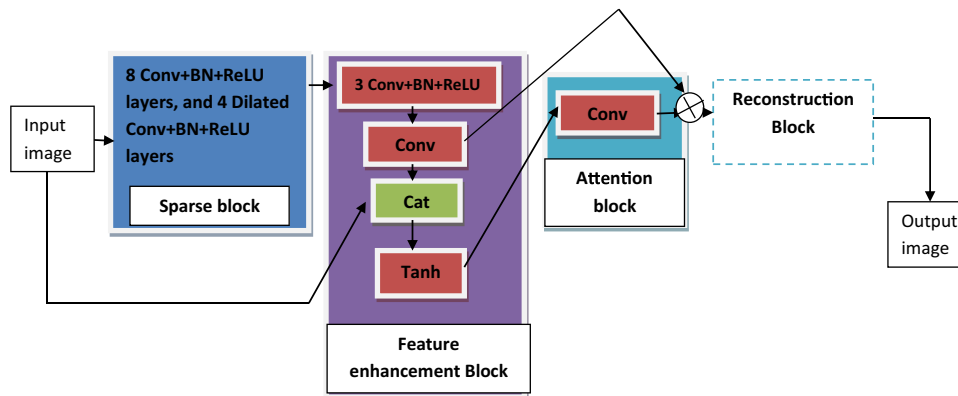 Input
image
8 Conv+BN+ReLU
layers, and 4 Dilated
Conv+BN+ReLU
layers
Sparse block
3 Conv+BN+ReLU
Conv
Cat
Tanh
Feature
enhancement Block
Conv
Attention
block
Reconstruction
Block
Output
image